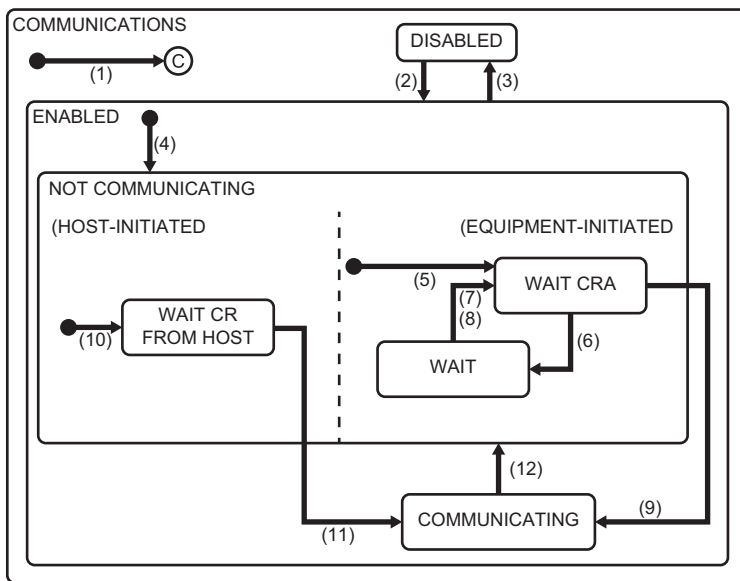 COMMUNICATIONS
DISABLED
C
(1)
(2)
(3)
ENABLED
(4)
NOT COMMUNICATING
(HOST-INITIATED
(EQUIPMENT-INITIATED
(5)
(7)
WAIT CRA
(8)
(10)
WAIT CR
FROM HOST
(6)
WAIT
(12)
(11)
COMMUNICATING
(9)